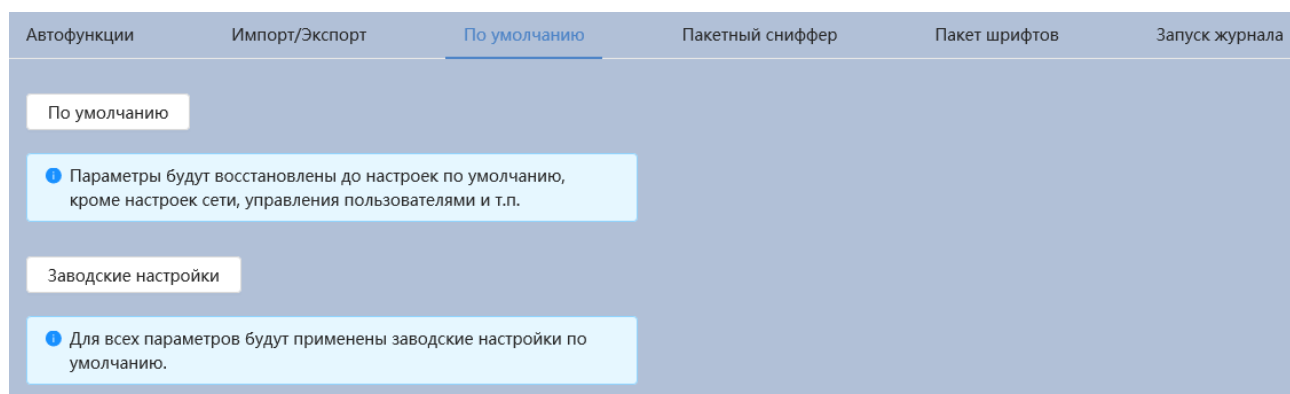 Автофункции Импорт/Экспорт По умолчанию Пакетный сниффер Пакет шрифтов Запуск журнала
По умолчанию
Параметры будут восстановлены до настроек по умолчанию,
кроме настроек сети, управления пользователями и т.п.
Заводские настройки
Для всех параметров будут применены заводские настройки по
умолчанию.